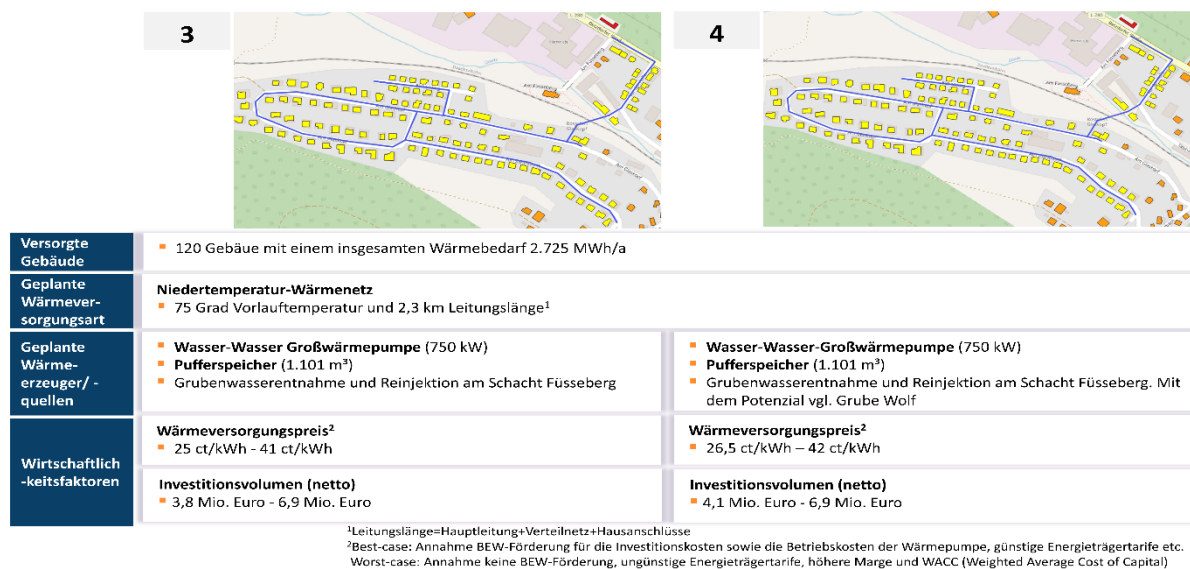 3
4
Versorgte
Gebäude
120 Gebäue mit einem insgesamten Wärmebedarf 2.725 MWh/a
Geplante
Wärmever-
sorgungsart
Niedertemperatur-Wärmenetz
75 Grad Vorlauftemperatur und 2,3 km Leitungslänge¹
Geplante
Wärme-
erzeuger/ -
quellen
Wasser-Wasser Großwärmepumpe (750 kW)
Pufferspeicher (1.101 m³)
Grubenwasserentnahme und Reinjektion am Schacht Füsseberg
Wasser-Wasser-Großwärmepumpe (750 kW)
Pufferspeicher (1.101 m³)
Grubenwasserentnahme und Reinjektion am Schacht Füsseberg. Mit
dem Potenzial vgl. Grube Wolf
Wirtschaftlich
-keitsfaktoren
Wärmeversorgungspreis²
25 ct/kWh - 41 ct/kWh
Wärmeversorgungspreis²
26,5 ct/kWh – 42 ct/kWh
Investitionsvolumen (netto)
3,8 Mio. Euro - 6,9 Mio. Euro
Investitionsvolumen (netto)
4,1 Mio. Euro - 6,9 Mio. Euro
¹Leitungslänge=Hauptleitung+Verteilnetz+Hausanschlüsse
²Best-case: Annahme BEW-Förderung für die Investitionskosten sowie die Betriebskosten der Wärmepumpe, günstige Energieträgertarife etc.
Worst-case: Annahme keine BEW-Förderung, ungünstige Energieträgertarife, höhere Marge und WACC (Weighted Average Cost of Capital)